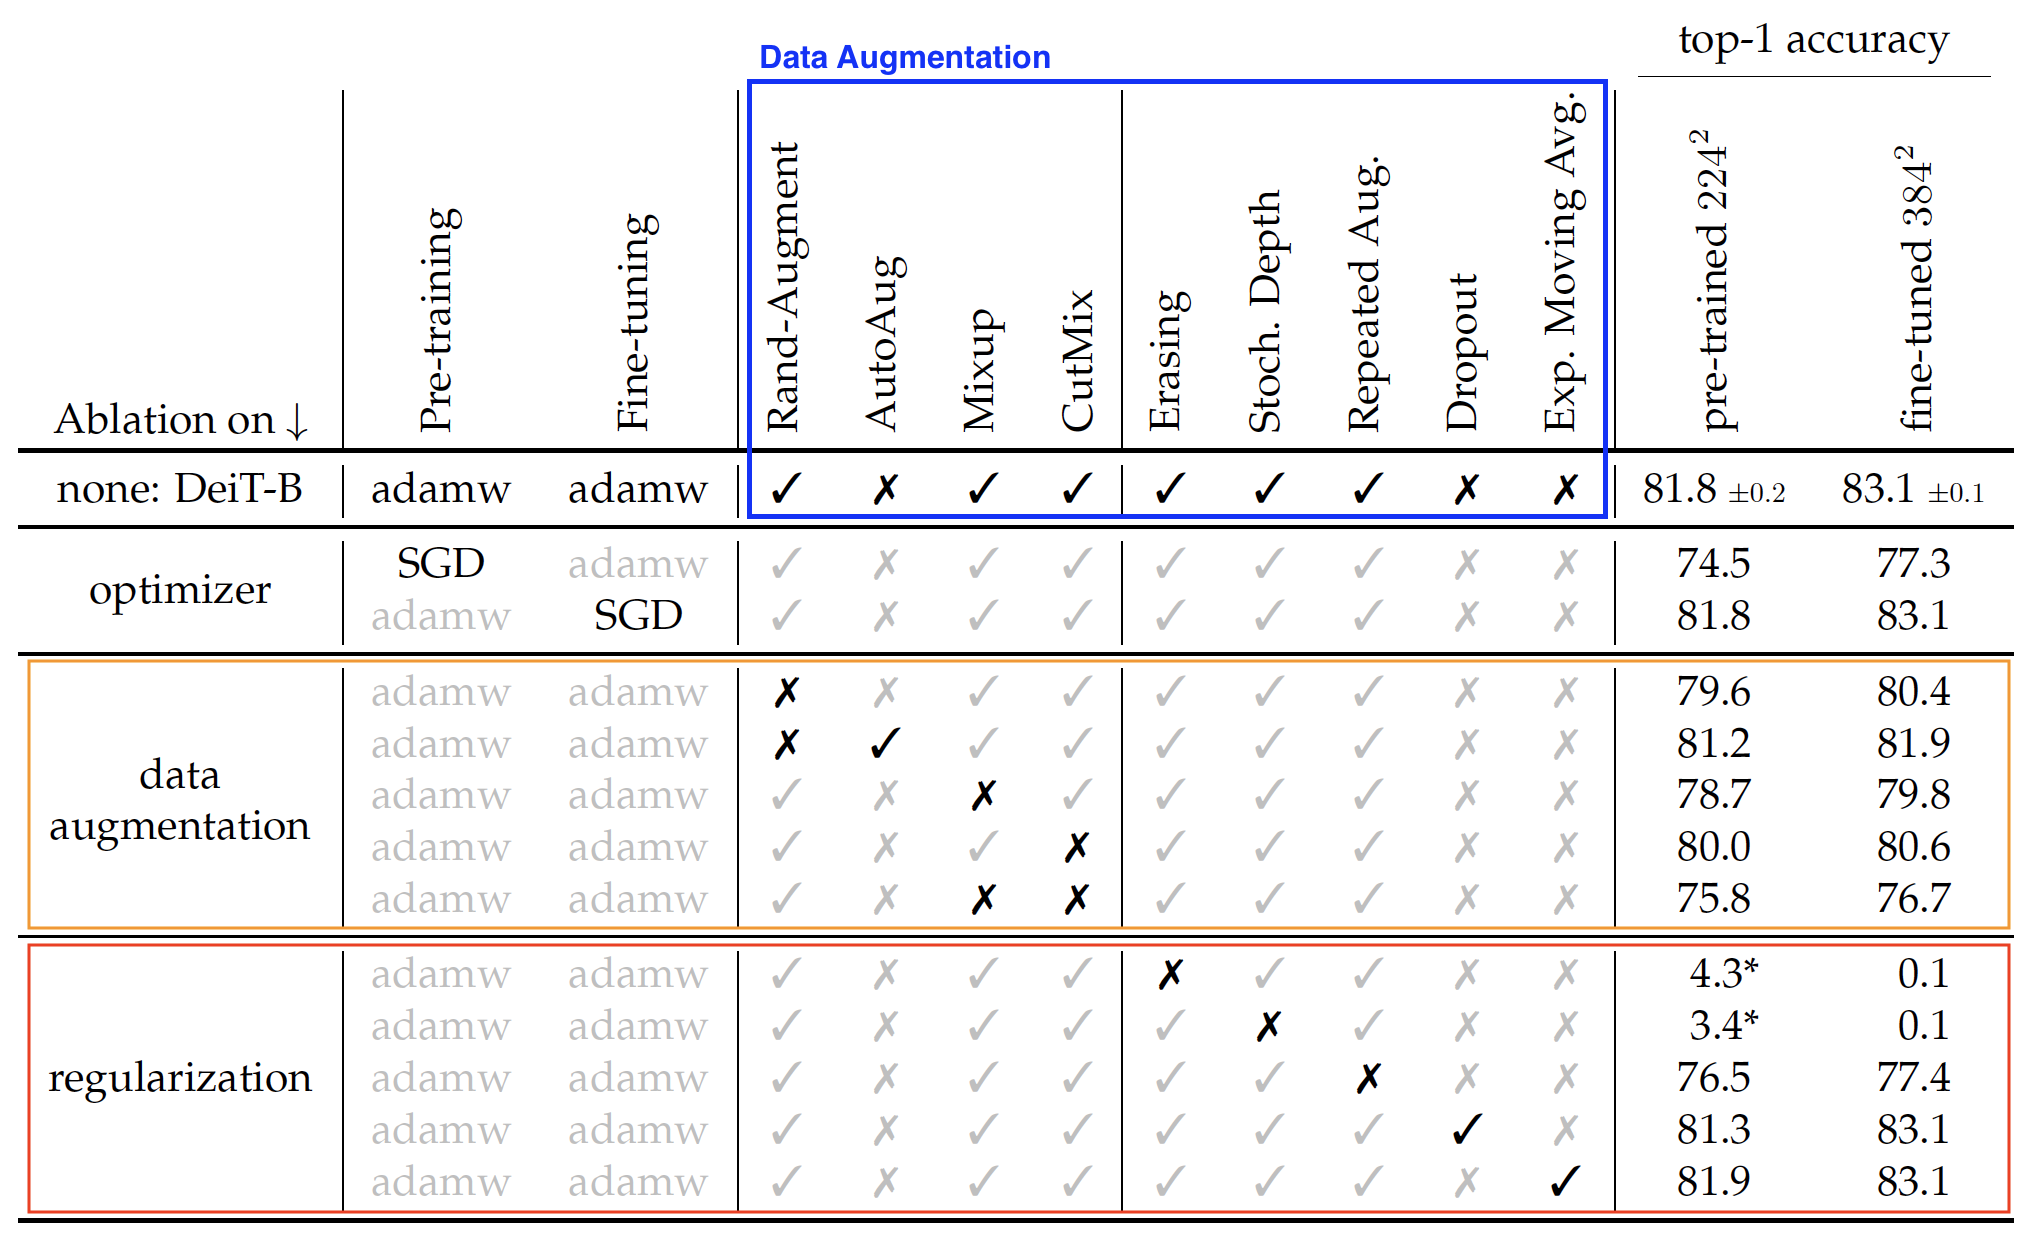 Data Augmentation
top-1 accuracy
Ablation on ↓ Pre-training Fine-tuning Rand-Augment AutoAug Mixup CutMix Erasing Stoch. Depth Repeated Aug. Dropout Exp. Moving Avg. pre-trained 224² fine-tuned 384²
none: DeiT-B adamw adamw ✓ ✗ ✓ ✓ ✓ ✓ ✓ ✗ ✗ 81.8 ±0.2 83.1 ±0.1
optimizer
SGD adamw ✓ ✗ ✓ ✓ ✓ ✓ ✓ ✗ ✗ 74.5 77.3
adamw SGD ✓ ✗ ✓ ✓ ✓ ✓ ✓ ✗ ✗ 81.8 83.1
data
augmentation
adamw adamw ✗ ✗ ✓ ✓ ✓ ✓ ✓ ✗ ✗ 79.6 80.4
adamw adamw ✗ ✓ ✓ ✓ ✓ ✓ ✓ ✗ ✗ 81.2 81.9
adamw adamw ✓ ✗ ✗ ✓ ✓ ✓ ✓ ✗ ✗ 78.7 79.8
adamw adamw ✓ ✗ ✓ ✗ ✓ ✓ ✓ ✗ ✗ 80.0 80.6
adamw adamw ✓ ✗ ✗ ✗ ✓ ✓ ✓ ✗ ✗ 75.8 76.7
regularization
adamw adamw ✓ ✗ ✓ ✓ ✗ ✓ ✓ ✗ ✗ 4.3* 0.1
adamw adamw ✓ ✗ ✓ ✓ ✓ ✗ ✓ ✗ ✗ 3.4* 0.1
adamw adamw ✓ ✗ ✓ ✓ ✓ ✓ ✗ ✗ ✗ 76.5 77.4
adamw adamw ✓ ✗ ✓ ✓ ✓ ✓ ✓ ✓ ✗ 81.3 83.1
adamw adamw ✓ ✗ ✓ ✓ ✓ ✓ ✓ ✗ ✓ 81.9 83.1